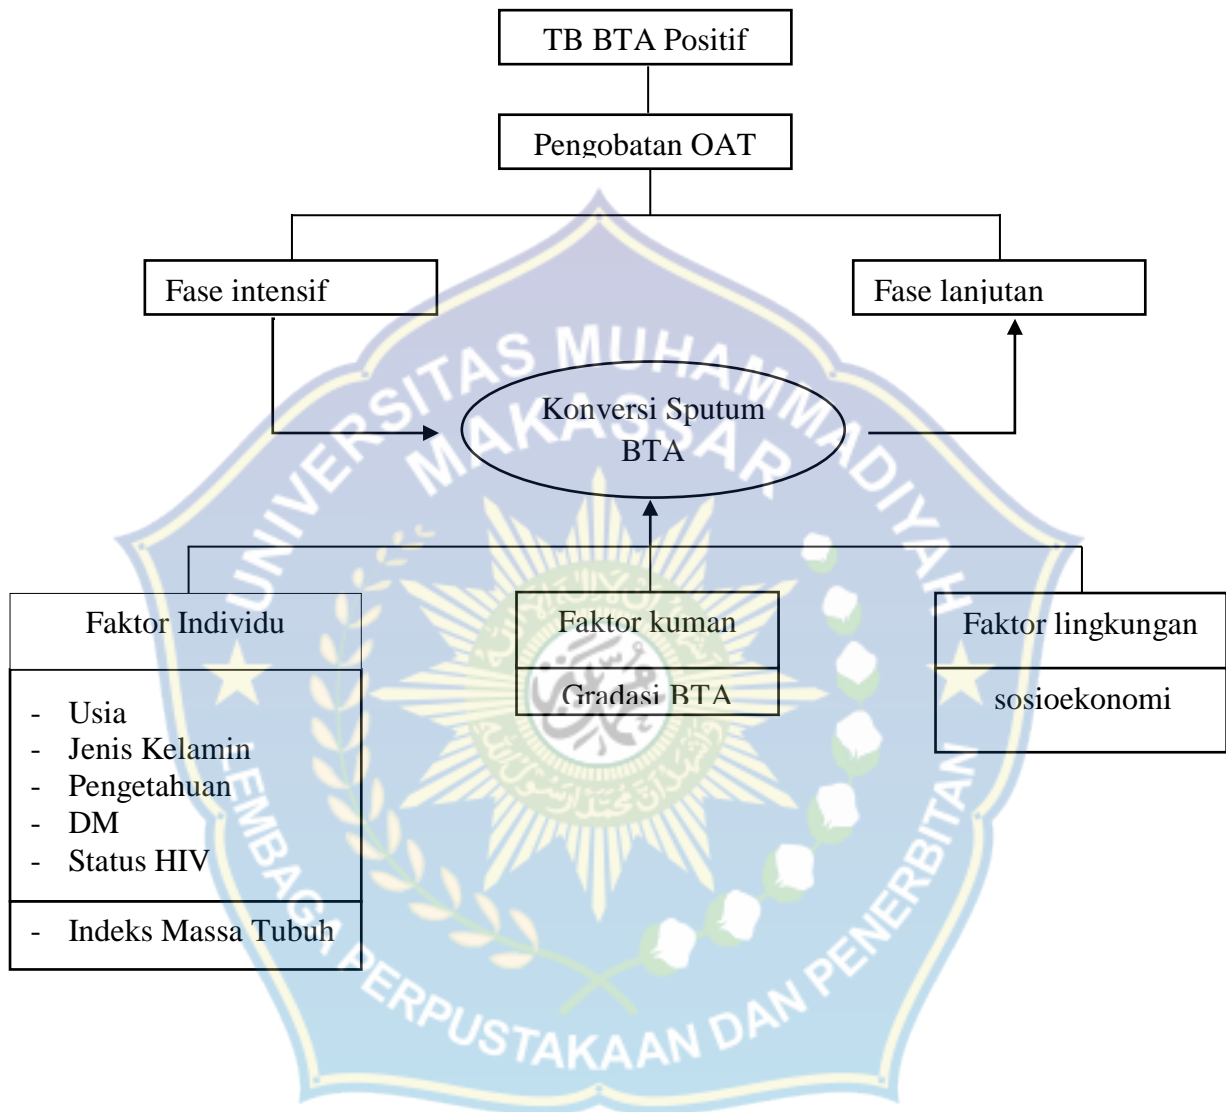 TB BTA Positif
Pengobatan OAT
Fase intensif
Fase lanjutan
Konversi Sputum
BTA
Faktor Individu
- Usia
- Jenis Kelamin
- Pengetahuan
- DM
- Status HIV
- Indeks Massa Tubuh
Faktor kuman
Gradasi BTA
Faktor lingkungan
sosioekonomi
UNIVERSITAS MUHAMMADIYAH
MAKASSAR
LEMBAGA PERPUSTAKAAN DAN PENERBITAN